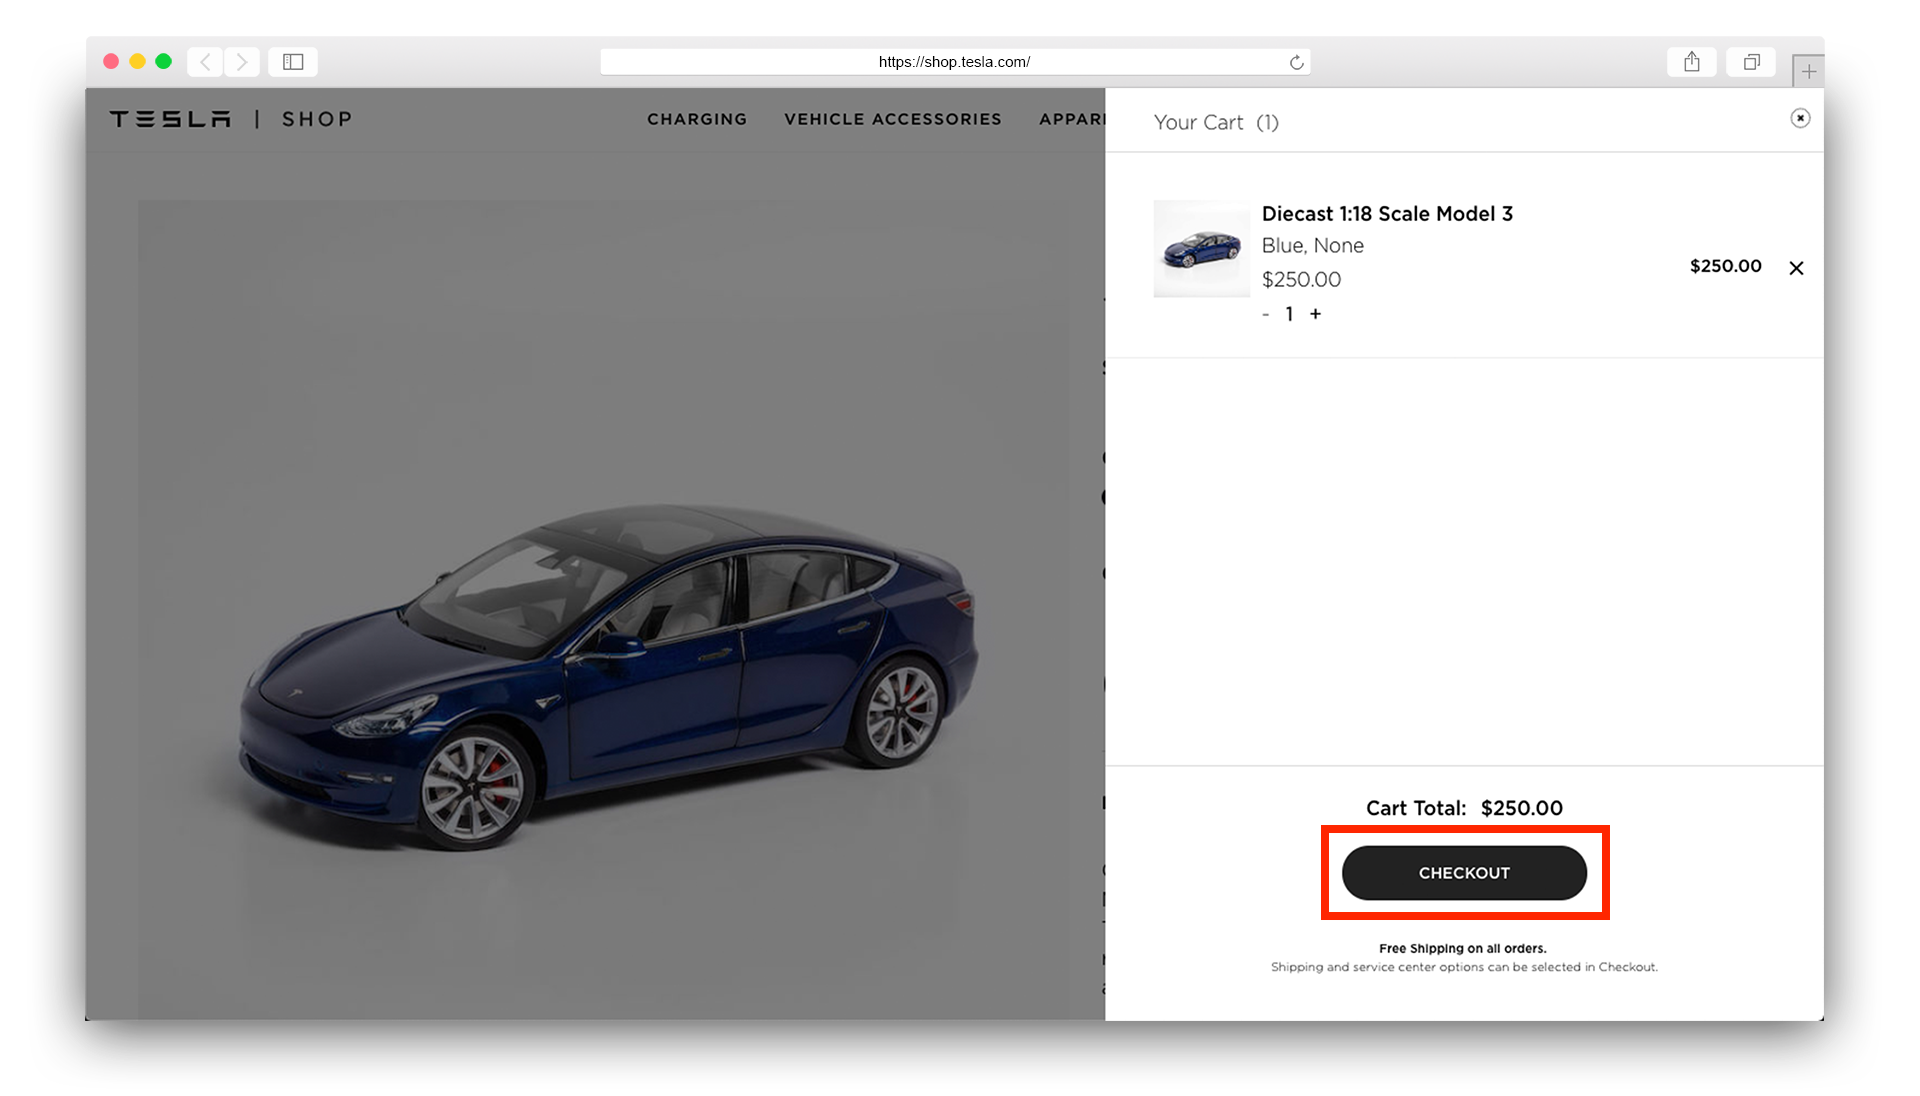 https://shop.tesla.com/
TESLA | SHOP
CHARGING
VEHICLE ACCESSORIES
Your Cart (1)
Diecast 1:18 Scale Model 3
Blue, None
$250.00
- 1 +
$250.00
Cart Total: $250.00
CHECKOUT
Free Shipping on all orders.
Shipping and service center options can be selected in Checkout.